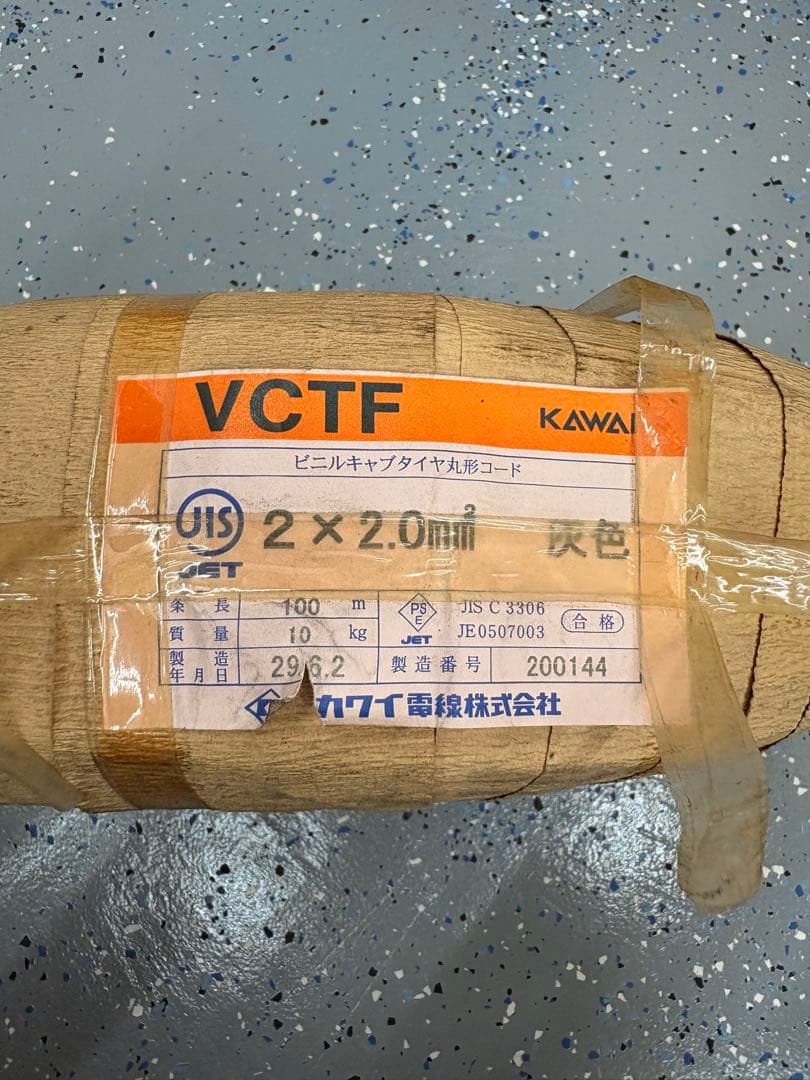 VCTF KAWAI
ビニルキャブタイヤ丸形コード
JIS 2×2.0mm² 灰色
JET
条長 100 m PSE JIS C 3306 合格
質量 10 kg JET JE0507003
製造年月日 29.6.2 製造番号 200144
カワイ電線株式会社